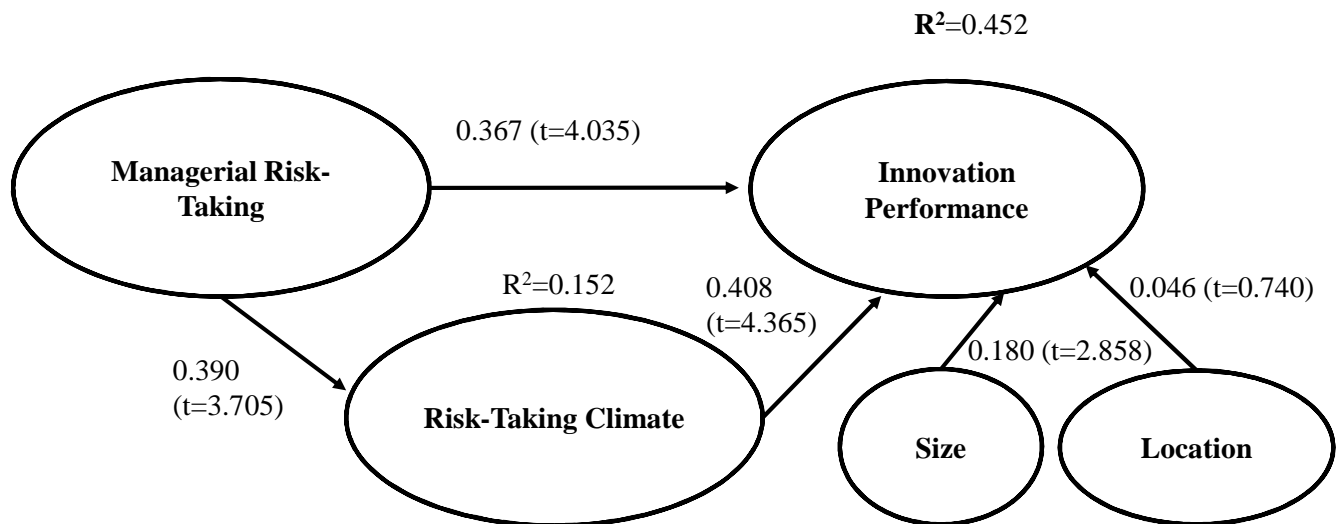 R²=0.452
0.367 (t=4.035)
Managerial Risk-
Taking
Innovation
Performance
R²=0.152
0.408
(t=4.365)
0.046 (t=0.740)
0.390
(t=3.705)
0.180 (t=2.858)
Risk-Taking Climate
Size
Location